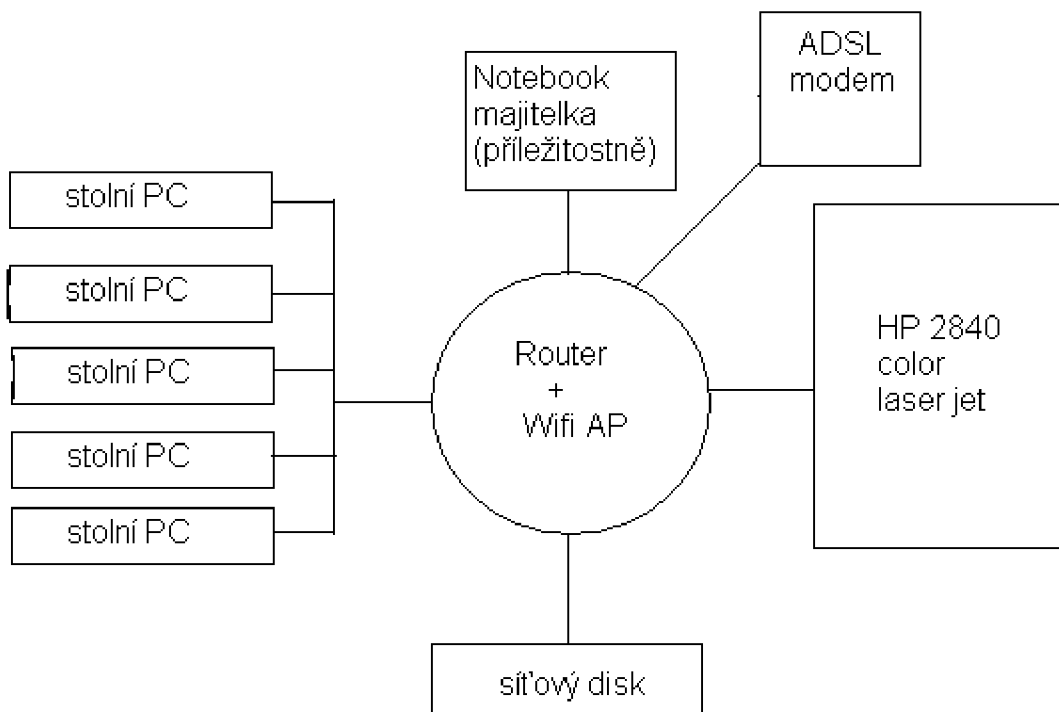 ADSL
modem
Notebook
majitelka
(příležitostně)
stolní PC
stolní PC
stolní PC
stolní PC
stolní PC
Router
+
Wifi AP
HP 2840
color
laser jet
síťový disk